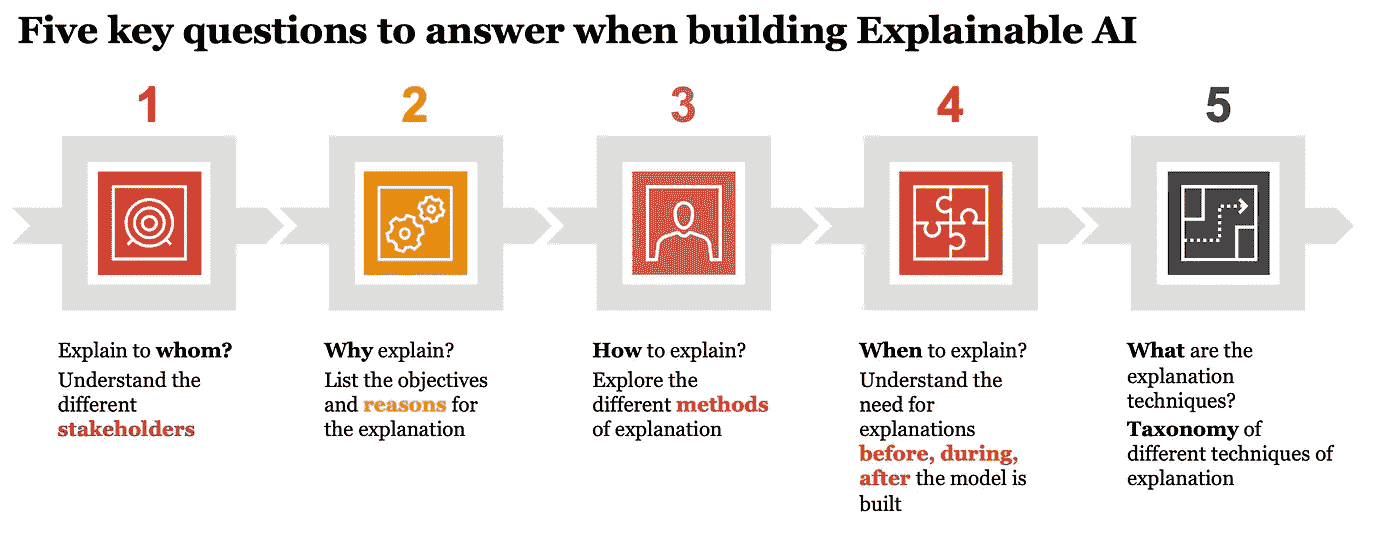 Five key questions to answer when building Explainable AI
1
2
3
4
5
Explain to whom?
Understand the
different
stakeholders
Why explain?
List the objectives
and reasons for
the explanation
How to explain?
Explore the
different methods
of explanation
When to explain?
Understand the
need for
explanations
before, during,
after the model is
built
What are the
explanation
techniques?
Taxonomy of
different techniques of
explanation